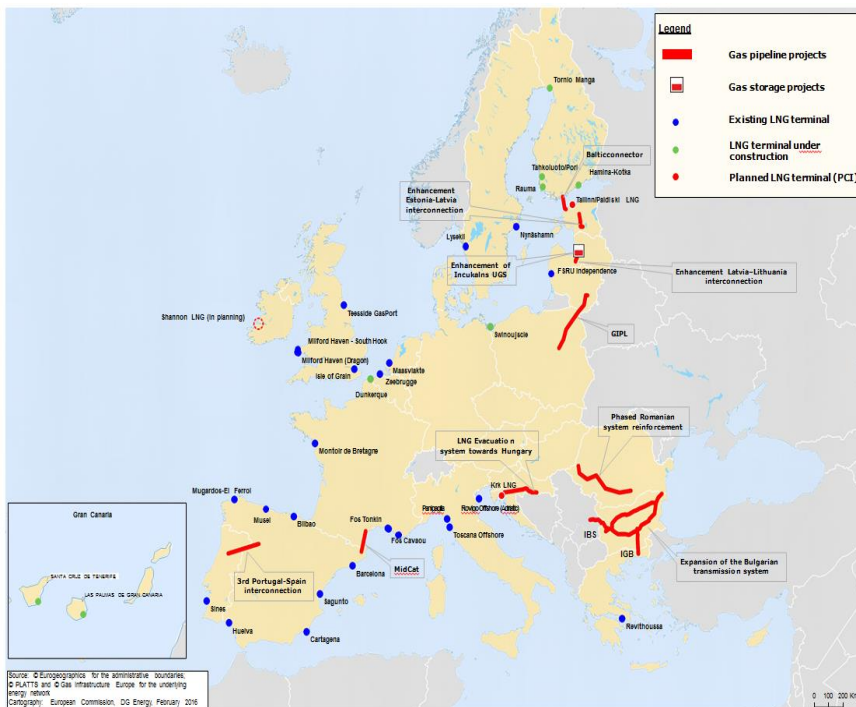 Legend
Gas pipeline projects
Gas storage projects
Existing LNG terminal
LNG terminal under
construction
Planned LNG terminal (PCI)
Tornio Manga
Balticconnector
Tahkoluoto/Pori
Hamina-Kotka
Rauma
Enhancement
Estonia-Latvia
interconnection
Tallinn/Paldiski LNG
Lysekil
Nynäshamn
Enhancement of
Incukalns UGS
FSRU Independence
Enhancement Latvia-Lithuania
interconnection
Teesside GasPort
Shannon LNG (in planning)
Swinoujscie
GIPL
Milford Haven - South Hook
Milford Haven (Dragon)
Isle of Grain
Maasvlakte
Zeebrugge
Dunkerque
Phased Romanian
system reinforcement
LNG Evacuation
system towards Hungary
Montoir de Bretagne
Krk LNG
Mugardos-El Ferrol
Musel
Bilbao
Fos Tonkin
Panigaglia
Rovigo Offshore (Adriatic)
Fos Cavaou
Toscana Offshore
IBS
IGB
Gran Canaria
3rd Portugal-Spain
interconnection
MidCat
Barcelona
Expansion of the Bulgarian
transmission system
SANTA CRUZ DE TENERIFE
LAS PALMAS DE GRAN CANARIA
Sagunto
Sines
Huelva
Cartagena
Revithoussa
Source: © Eurogeographics for the administrative boundaries;
© PLATTS and © Gas Infrastructure Europe for the underlying
energy network
Cartography: European Commission, DG Energy, February 2016
0 100 200 Km